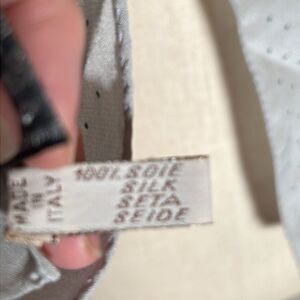 MADE
IN
ITALY
100% SOIE
SILK
SETA
SEIDE